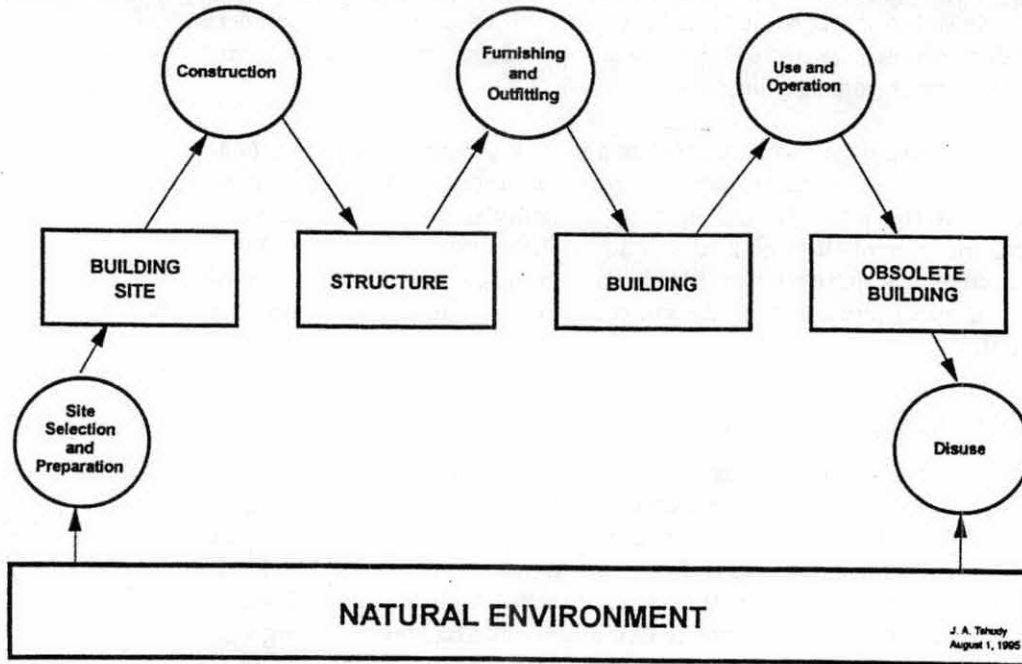 Construction
Furnishing
and
Outfitting
Use and
Operation
BUILDING
SITE
STRUCTURE
BUILDING
OBSOLETE
BUILDING
Site
Selection
and
Preparation
Disuse
NATURAL ENVIRONMENT
J. A. Tshudy
August 1, 1995